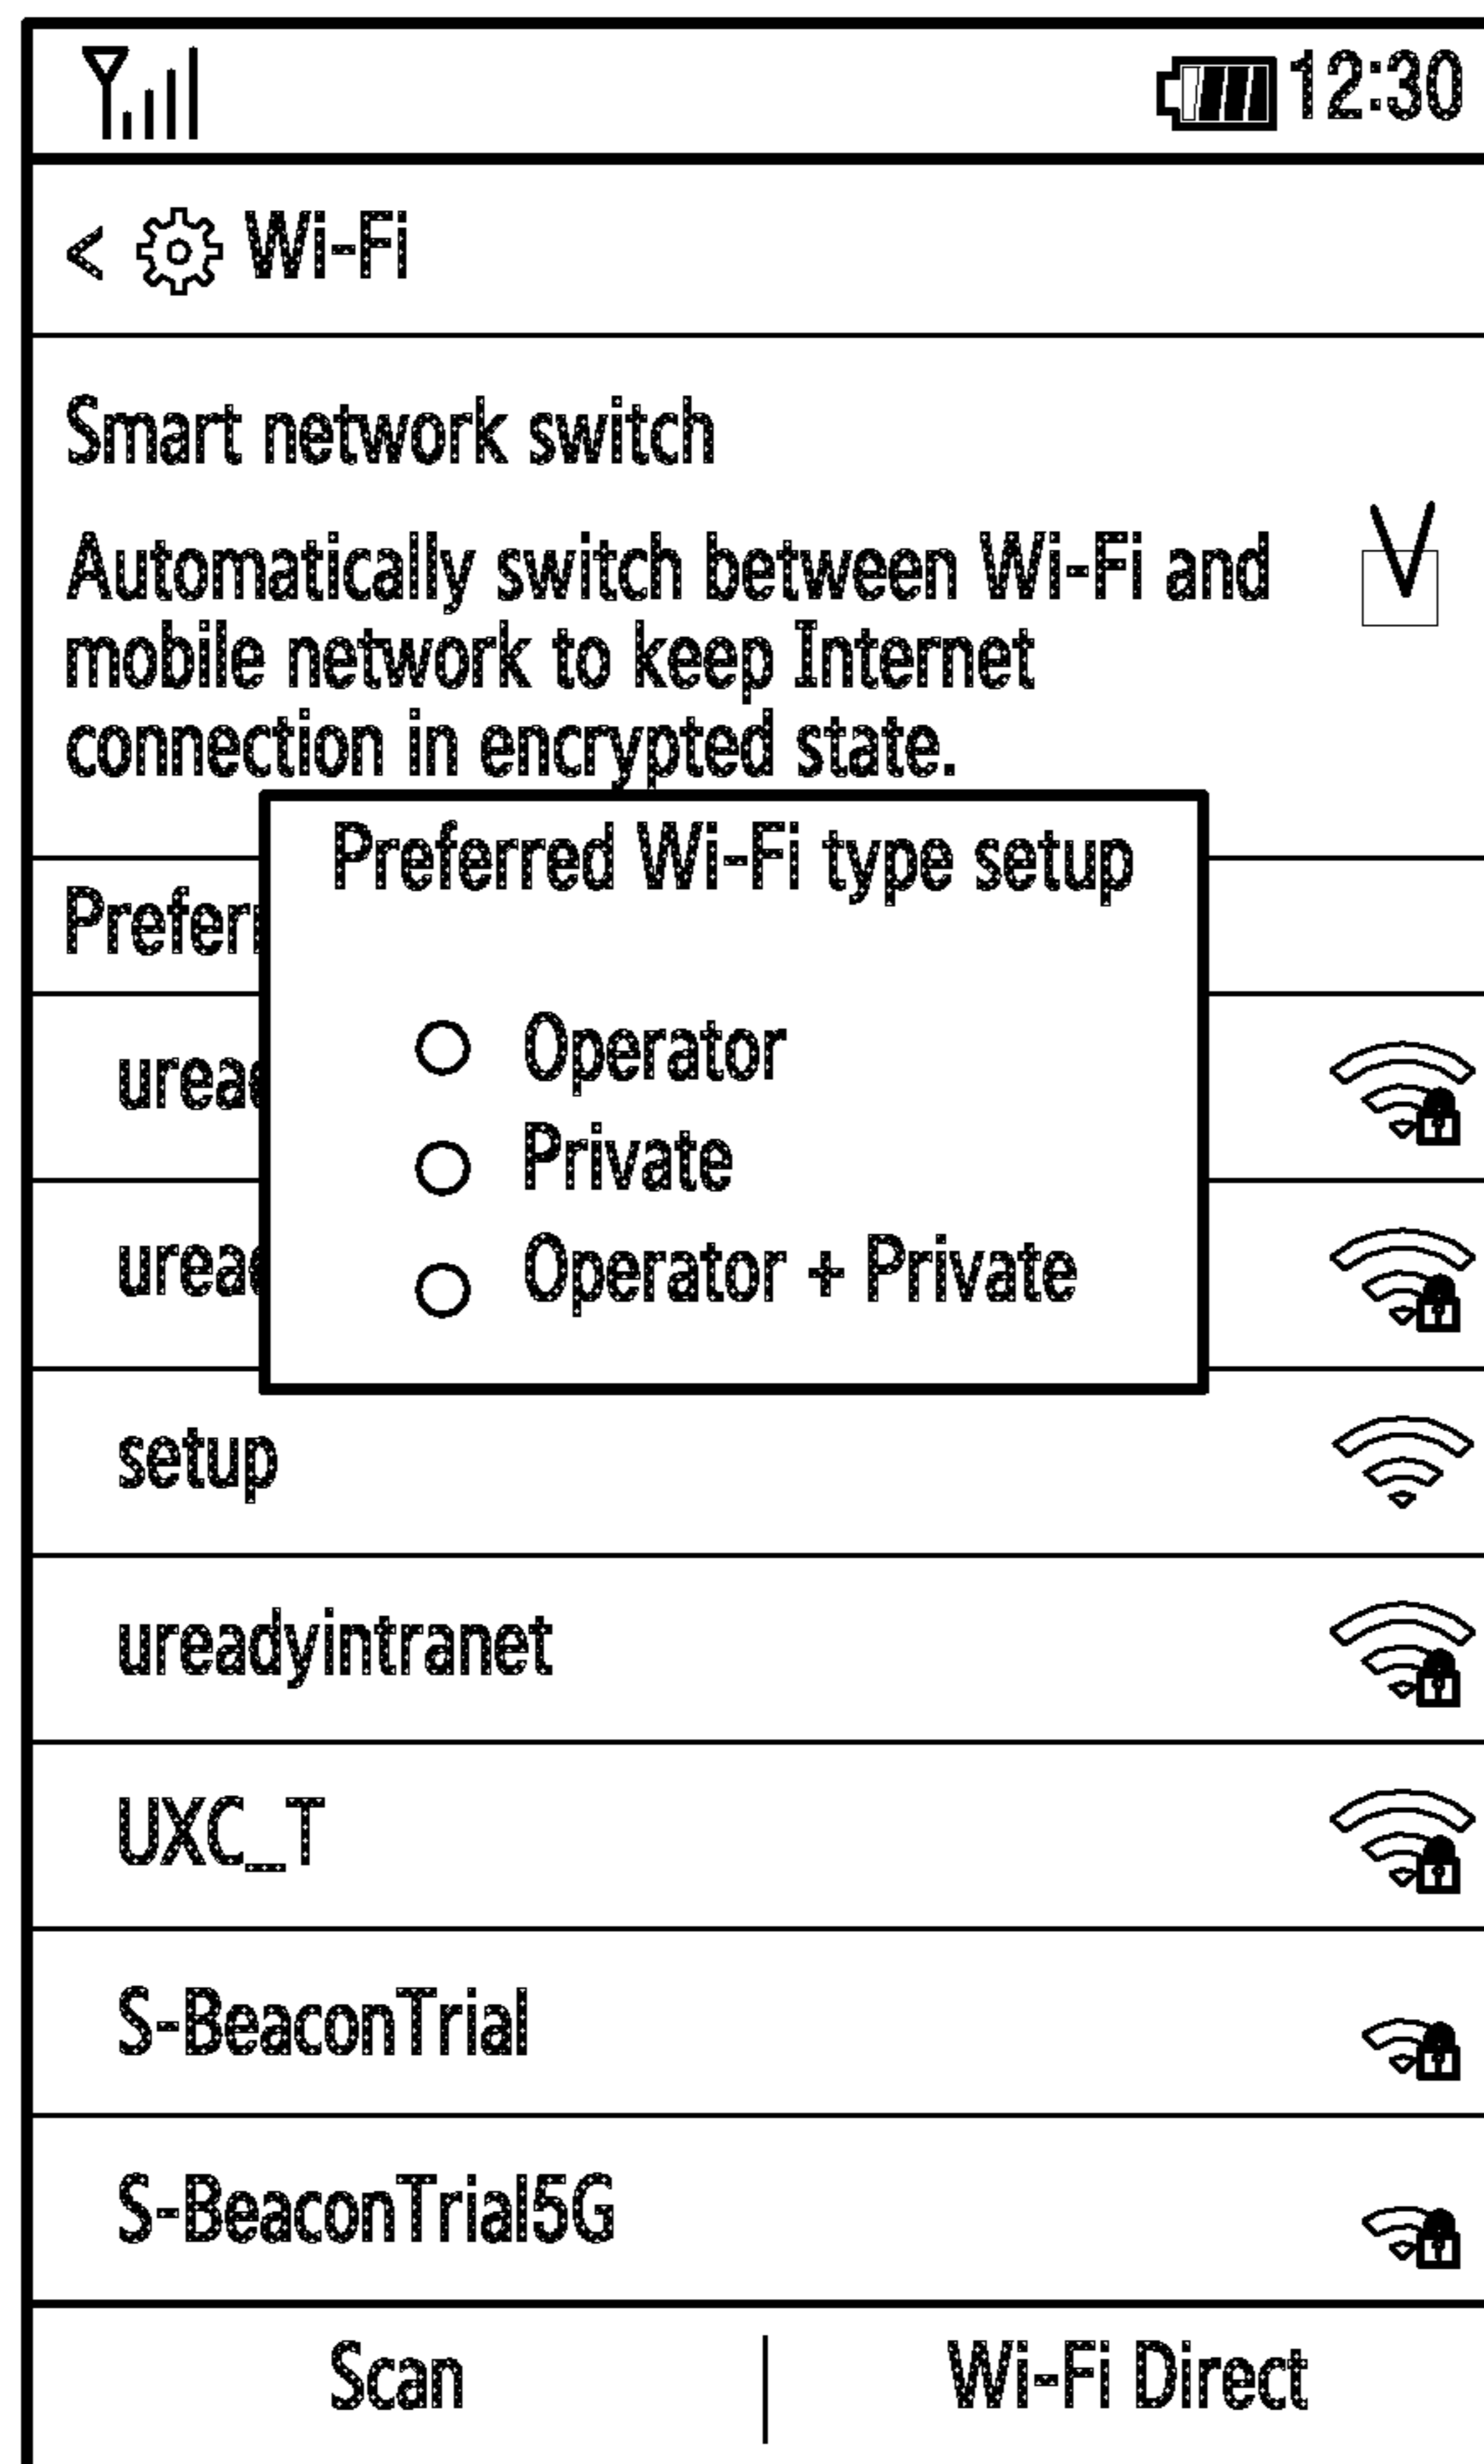 12:30
< Wi-Fi
Smart network switch
Automatically switch between Wi-Fi and
mobile network to keep Internet
connection in encrypted state.
Preferred Wi-Fi type setup
Operator
Private
Operator + Private
setup
ureadyintranet
UXC_T
S-BeaconTrial
S-BeaconTrial5G
Scan
Wi-Fi Direct